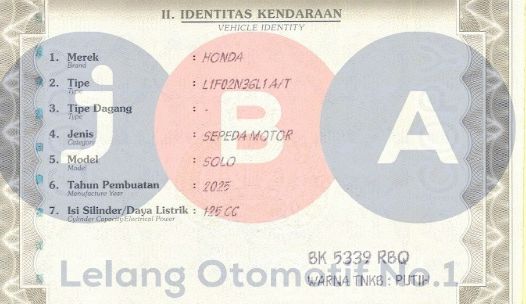 II. IDENTITAS KENDARAAN
VEHICLE IDENTITY
1. Merek : HONDA
Brand
2. Tipe : L1F02N36L1 A/T
Type
3. Tipe Dagang : -
Type
4. Jenis : SEPEDA MOTOR
Category
5. Model : SOLO
Model
6. Tahun Pembuatan : 2025
Manufacture Year
7. Isi Silinder/Daya Listrik : 125 CC
Cylinder Capacity/Electrical Power
BK 5339 RBQ
WARNA TNKB : PUTIH
jBA
Lelang Otomotif No.1